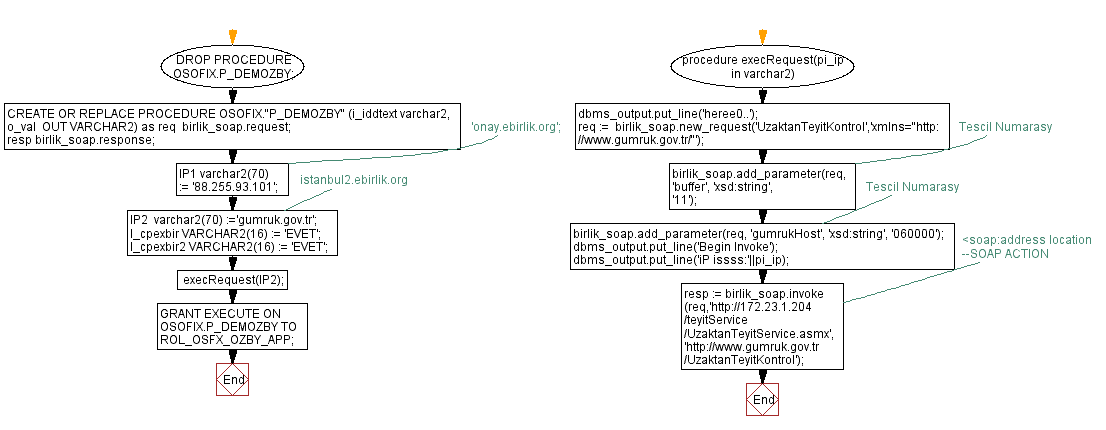 DROP PROCEDURE
OSOFIX.P_DEMOZBY;
CREATE OR REPLACE PROCEDURE OSOFIX."P_DEMOZBY" (i_iddtext varchar2,
o_val  OUT VARCHAR2) as req  birlik_soap.request;
resp birlik_soap.response;
'onay.ebirlik.org';
IP1 varchar2(70)
:= '88.255.93.101';
istanbul2.ebirlik.org
IP2  varchar2(70) :='gumruk.gov.tr';
l_cpexbir VARCHAR2(16) := 'EVET';
l_cpexbir2 VARCHAR2(16) := 'EVET';
execRequest(IP2);
GRANT EXECUTE ON
OSOFIX.P_DEMOZBY TO
ROL_OSFX_OZBY_APP;
End
procedure execRequest(pi_ip
in varchar2)
dbms_output.put_line('heree0..');
req :=  birlik_soap.new_request('UzaktanTeyitKontrol','xmlns="http:
//www.gumruk.gov.tr/"');
Tescil Numarasy
birlik_soap.add_parameter(req,
'buffer', 'xsd:string',
'11');
Tescil Numarasy
birlik_soap.add_parameter(req, 'gumrukHost', 'xsd:string', '060000');
dbms_output.put_line('Begin Invoke');
dbms_output.put_line('iP issss:'||pi_ip);
<soap:address location
--SOAP ACTION
resp := birlik_soap.invoke
(req,'http://172.23.1.204
/teyitService
/UzaktanTeyitService.asmx',
'http://www.gumruk.gov.tr
/UzaktanTeyitKontrol');
End